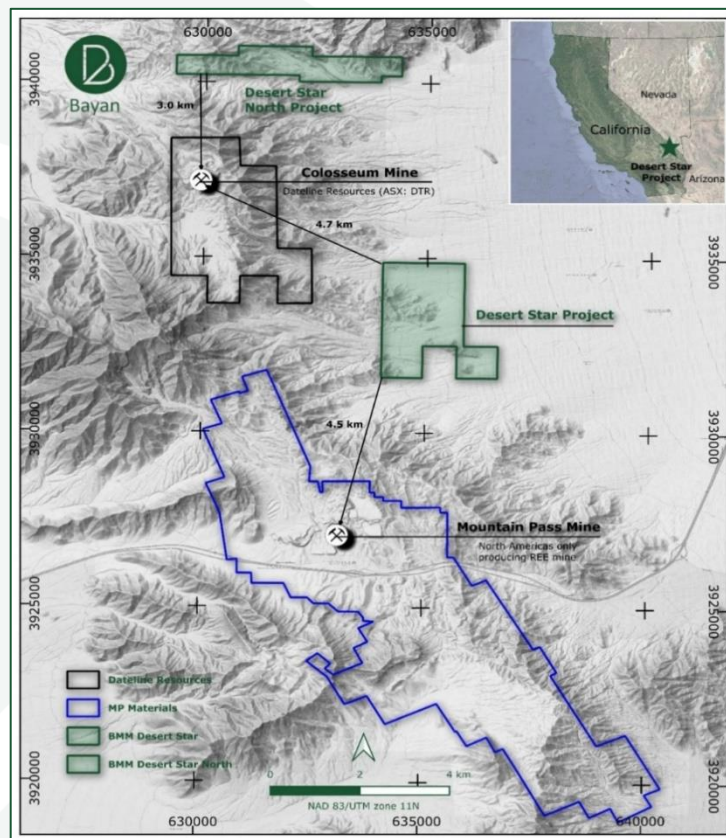 630000
635000
3940000
Bayan
Desert Star
North Project
3.0 km
Nevada
California
Desert Star
Project
Arizona
Colosseum Mine
Dateline Resources (ASX: DTR)
4.7 km
3935000
3935000
Desert Star Project
3930000
3930000
4.5 km
Mountain Pass Mine
North Americas only
producing REE mine
3925000
3925000
Dateline Resources
MP Materials
BMM Desert Star
BMM Desert Star North
3920000
3920000
0 2 4 km
NAD 83/UTM zone 11N
630000
635000
640000